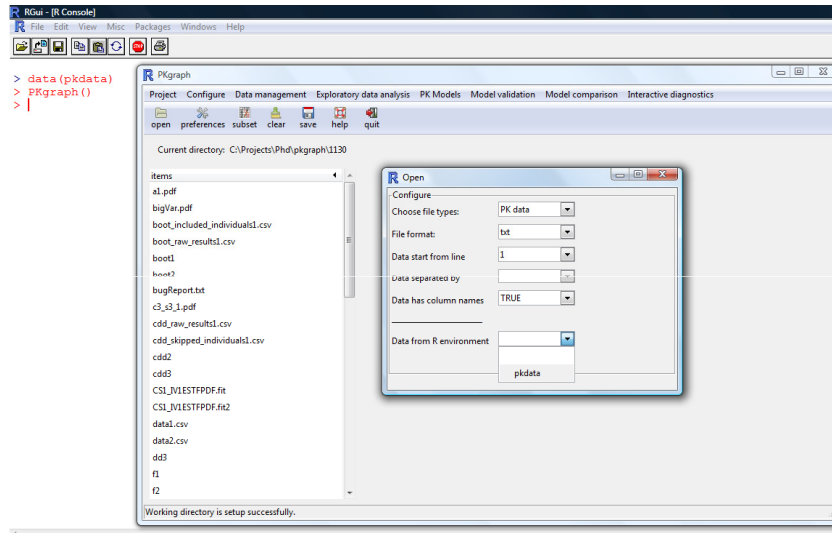 RGui - [R Console]
File Edit View Misc Packages Windows Help
STOP
> data(pkdata)
> PKgraph()
>
PKgraph
Project Configure Data management Exploratory data analysis PK Models Model validation Model comparison Interactive diagnostics
open preferences subset clear save help quit
Current directory: C:\Projects\Phd\pkgraph\1130
items
a1.pdf
bigVar.pdf
boot_included_individuals1.csv
boot_raw_results1.csv
boot1
boot2
bugReport.txt
c3_s3_1.pdf
cdd_raw_results1.csv
cdd_skipped_individuals1.csv
cdd2
cdd3
CS1_IV1ESTFPDF.fit
CS1_IV1ESTFPDF.fit2
data1.csv
data2.csv
dd3
f1
f2
Working directory is setup successfully.
Open
Configure
Choose file types: PK data
File format: txt
Data start from line 1
Data separated by
Data has column names TRUE
Data from R environment
pkdata